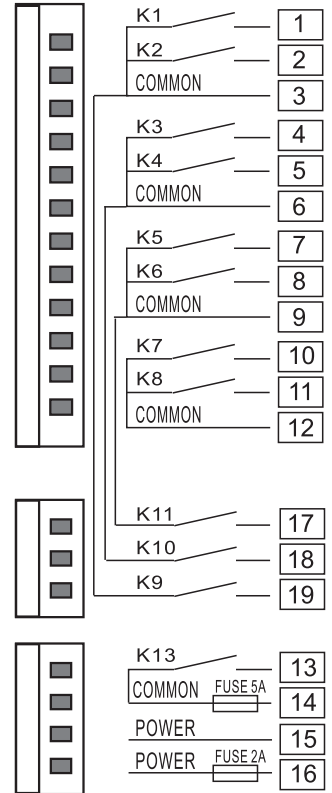 K1 1
K2 2
COMMON 3
K3 4
K4 5
COMMON 6
K5 7
K6 8
COMMON 9
K7 10
K8 11
COMMON 12
K11 17
K10 18
K9 19
K13 13
COMMON FUSE 5A 14
POWER 15
POWER FUSE 2A 16